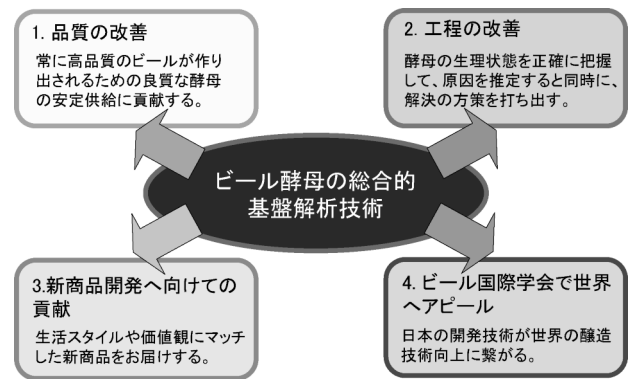 1. 品質の改善
常に高品質のビールが作り
出されるための良質な酵母
の安定供給に貢献する。
2. 工程の改善
酵母の生理状態を正確に把握
して、原因を推定すると同時に、
解決の方策を打ち出す。
ビール酵母の総合的
基盤解析技術
3.新商品開発へ向けての
貢献
生活スタイルや価値観にマッチ
した新商品をお届けする。
4. ビール国際学会で世界
へアピール
日本の開発技術が世界の醸造
技術向上に繋がる。